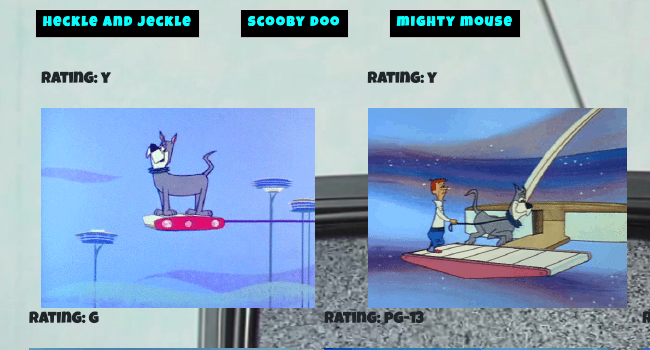 HECKLE AND JECKLE SCOOBY DOO MIGHTY MOUSE
RATING: Y RATING: Y
RATING: G RATING: PG-13